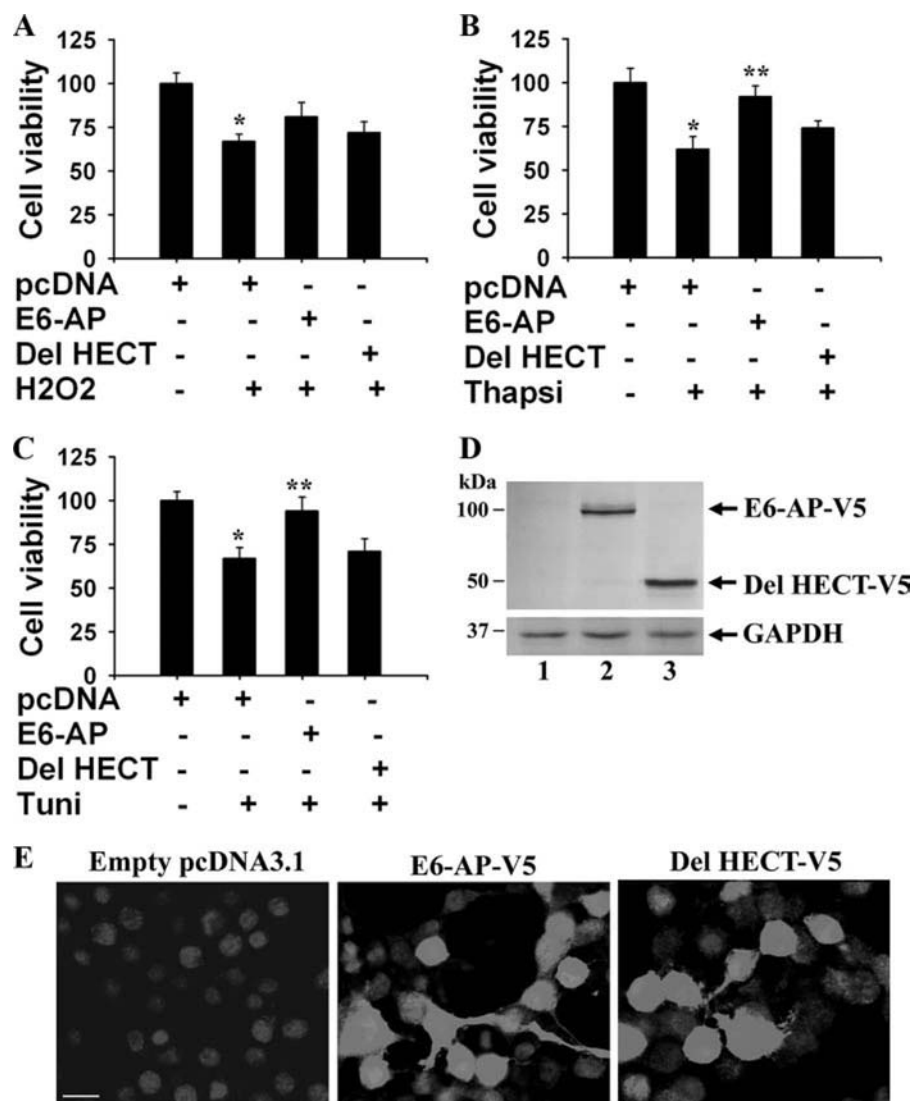 A
125
100
75
50
25
0
Cell viability
*
pcDNA + + - -
E6-AP - - + -
Del HECT - - - +
H2O2 - + + +
B
125
100
75
50
25
0
Cell viability
*
**
pcDNA + + - -
E6-AP - - + -
Del HECT - - - +
Thapsi - + + +
C
125
100
75
50
25
0
Cell viability
*
**
pcDNA + + - -
E6-AP - - + -
Del HECT - - - +
Tuni - + + +
D
kDa
100
E6-AP-V5
50
Del HECT-V5
37
GAPDH
1 2 3
E
Empty pcDNA3.1 E6-AP-V5 Del HECT-V5